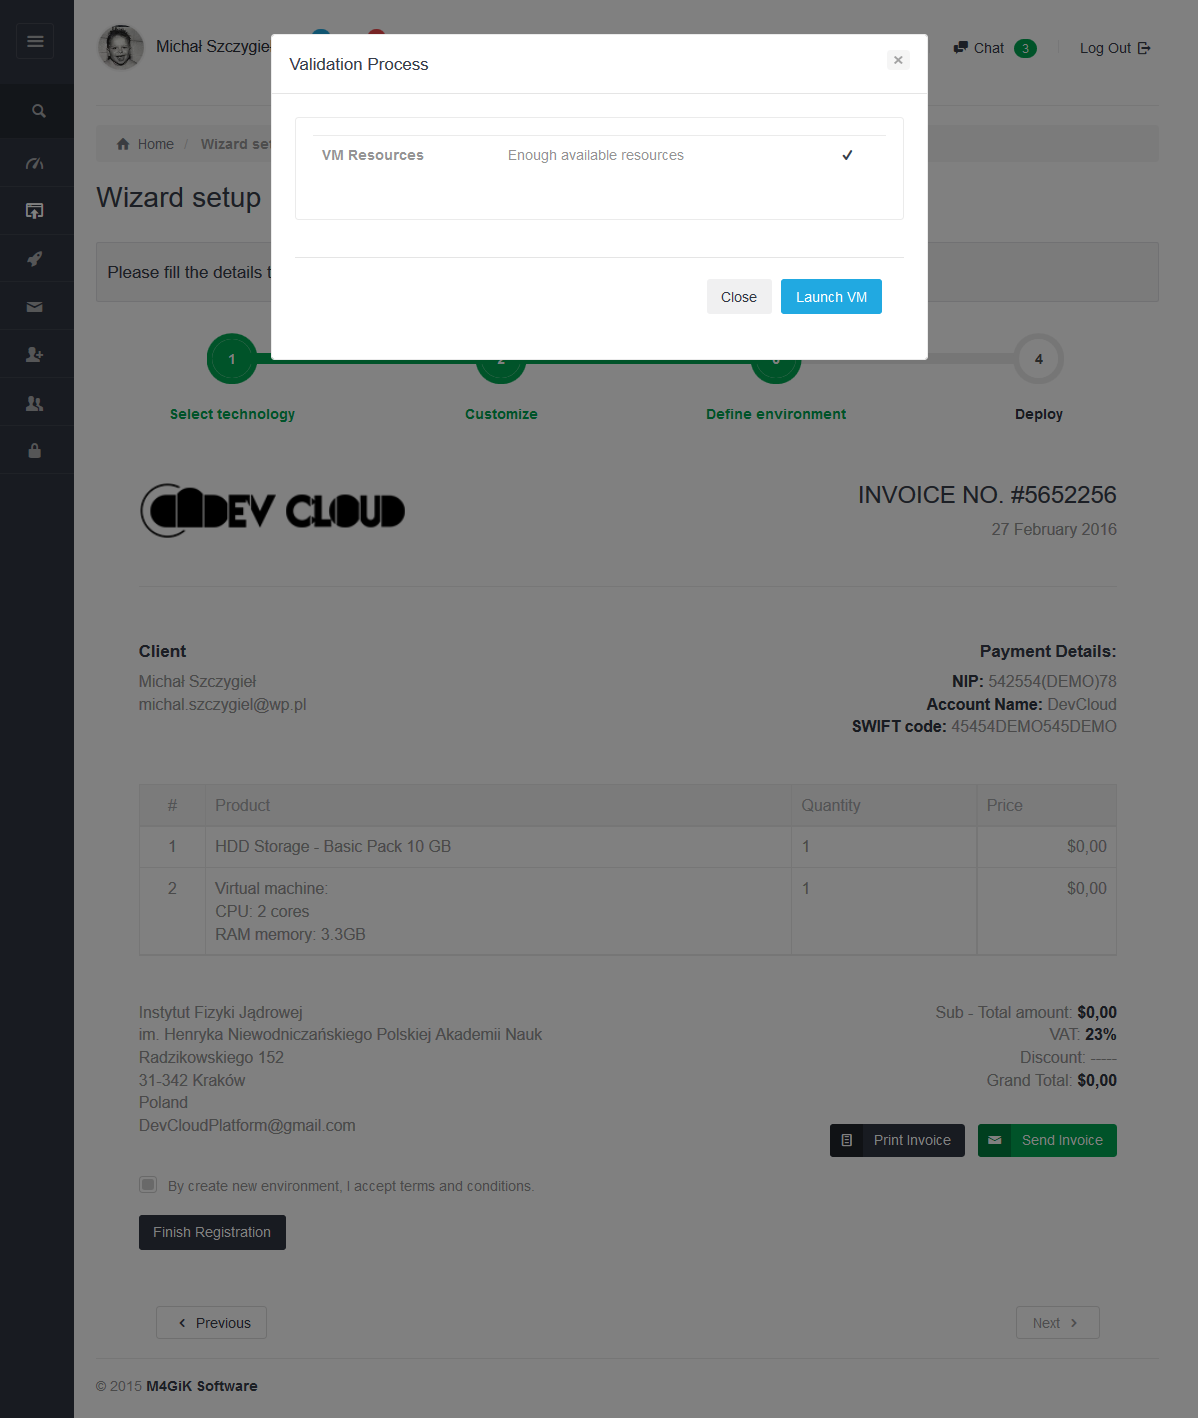 Michał Szczygieł
Chat 3
Log Out
Validation Process
×
Home / Wizard set
VM Resources Enough available resources
Wizard setup
Please fill the details t
Close
Launch VM
1
2
3
4
Select technology
Customize
Define environment
Deploy
DEV CLOUD
INVOICE NO. #5652256
27 February 2016
Client
Payment Details:
Michał Szczygieł
NIP: 542554(DEMO)78
michal.szczygiel@wp.pl
Account Name: DevCloud
SWIFT code: 45454DEMO545DEMO
# Product Quantity Price
1 HDD Storage - Basic Pack 10 GB 1 $0,00
2 Virtual machine: 1 $0,00
CPU: 2 cores
RAM memory: 3.3GB
Instytut Fizyki Jądrowej
Sub - Total amount: $0,00
im. Henryka Niewodniczańskiego Polskiej Akademii Nauk
VAT: 23%
Radzikowskiego 152
Discount: -----
31-342 Kraków
Grand Total: $0,00
Poland
DevCloudPlatform@gmail.com
Print Invoice
Send Invoice
By create new environment, I accept terms and conditions.
Finish Registration
Previous
Next
© 2015 M4GiK Software